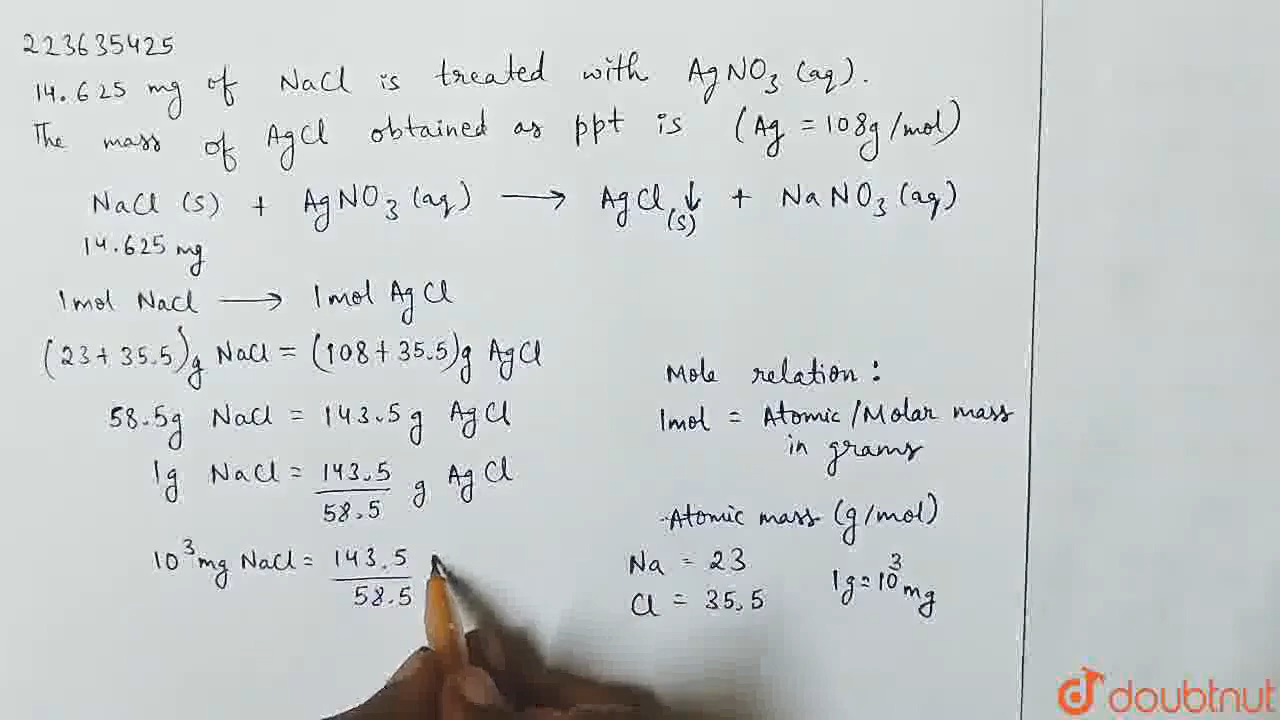 223635425
14.625 mg of NaCl is treated with AgNO₃ (aq).
The mass of AgCl obtained as ppt is (Ag = 108g/mol)
NaCl (s) + AgNO₃ (aq) ⟶ AgCl↓ (s) + NaNO₃ (aq)
14.625 mg
1mol NaCl ⟶ 1mol AgCl
(23+35.5)g NaCl = (108+35.5)g AgCl
58.5g NaCl = 143.5g AgCl
1g NaCl = 143.5/58.5 g AgCl
10³mg NaCl = 143.5/58.5
Mole relation:
1mol = Atomic/Molar mass
in grams
Atomic mass (g/mol)
Na = 23
Cl = 35.5
1g = 10³mg
doubtnut